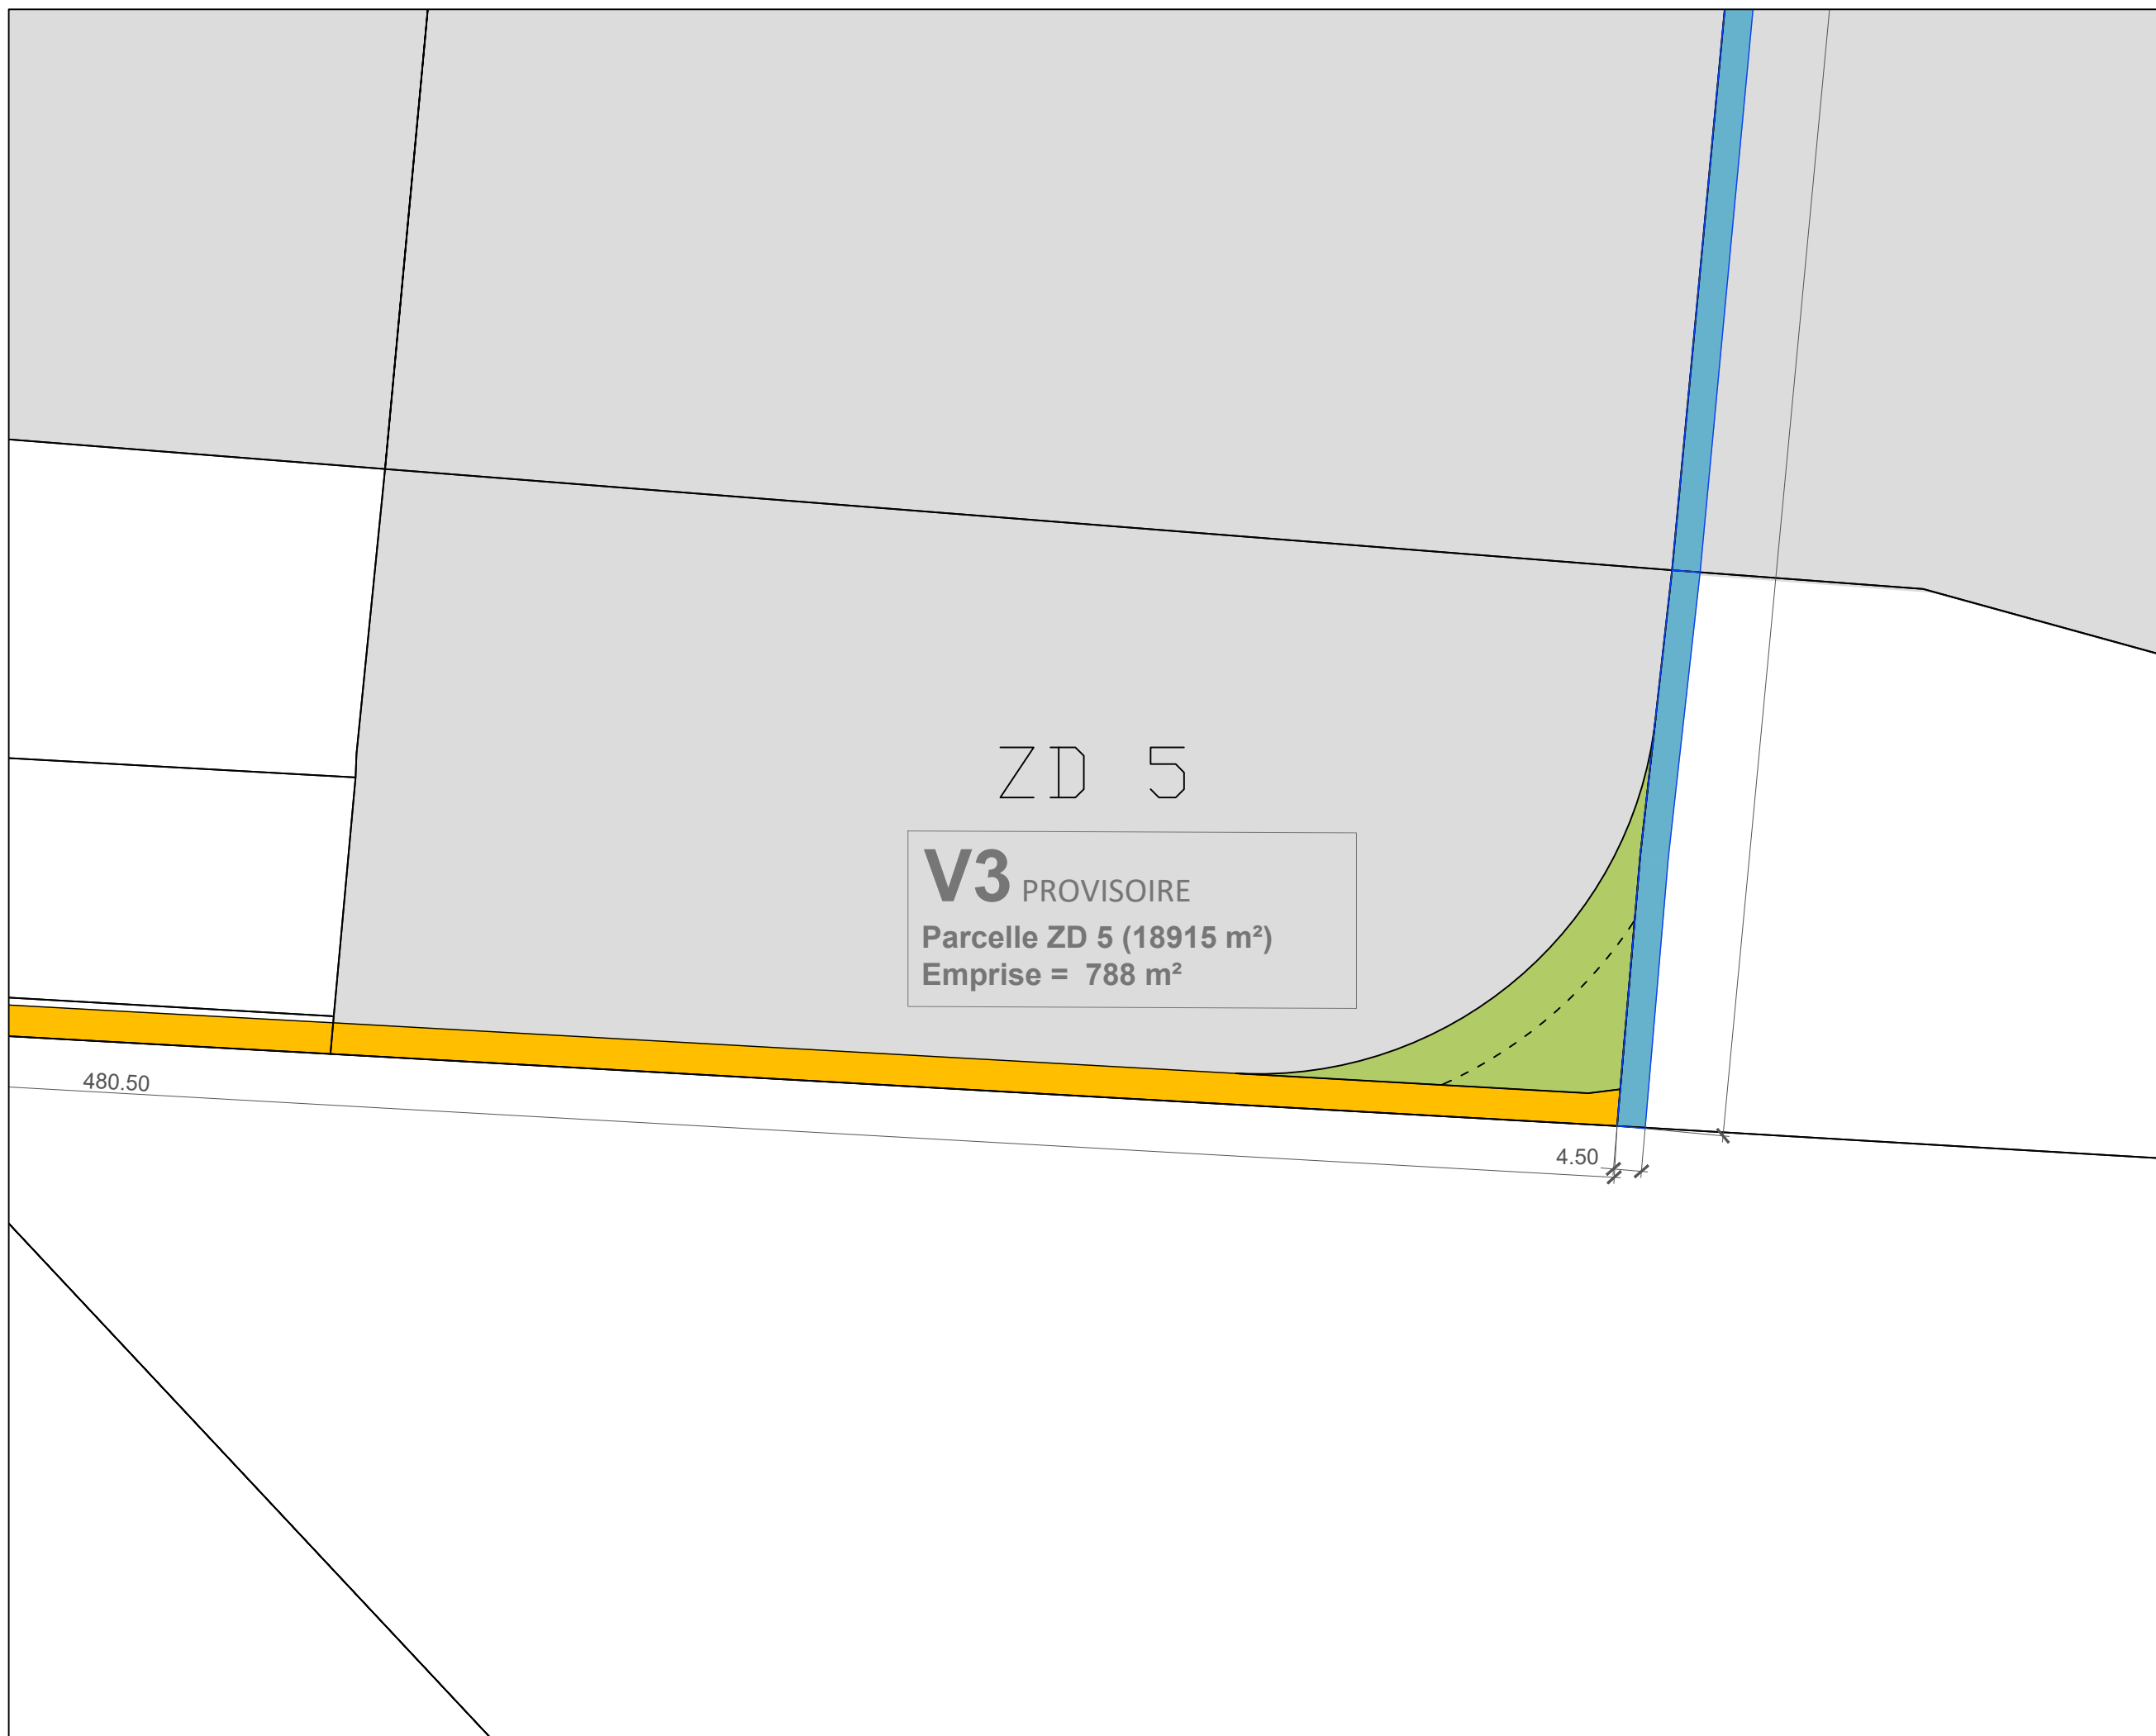 ZD 5
V3 PROVISOIRE
Parcelle ZD 5 (18915 m²)
Emprise = 788 m²
480.50
4.50